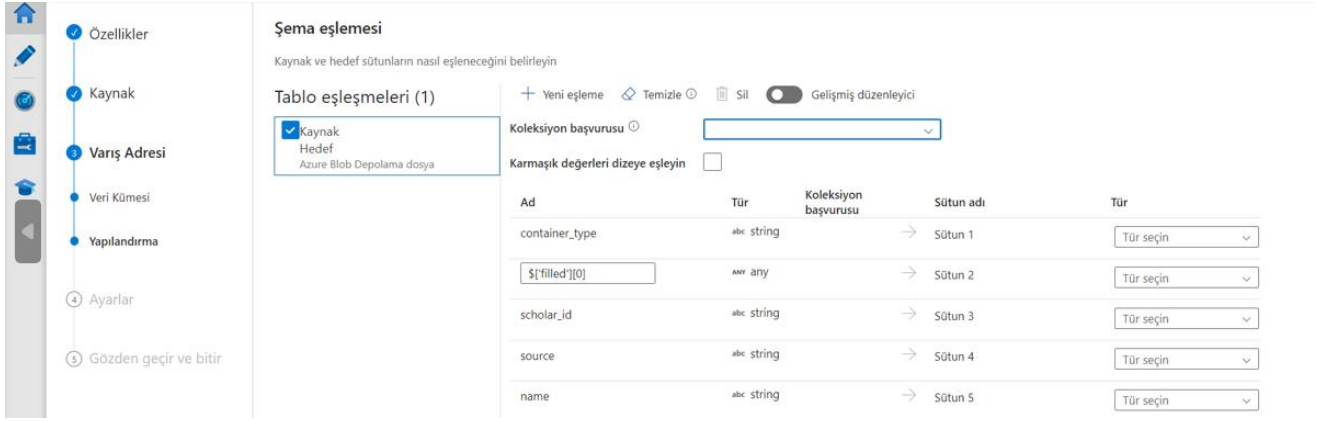 Özellikler
Kaynak
3 Varış Adresi
Veri Kümesi
Yapılandırma
4 Ayarlar
5 Gözden geçir ve bitir
Şema eşlemesi
Kaynak ve hedef sütunların nasıl eşleneceğini belirleyin
Tablo eşleşmeleri (1)
Kaynak
Hedef
Azure Blob Depolama dosya
+ Yeni eşleme Temizle Sil Gelişmiş düzenleyici
Koleksiyon başvurusu
Karmaşık değerleri dizeye eşleyin
Ad Tür Koleksiyon başvurusu Sütun adı Tür
container_type abc string → Sütun 1 Tür seçin
$['filled'][0] ANY any → Sütun 2 Tür seçin
scholar_id abc string → Sütun 3 Tür seçin
source abc string → Sütun 4 Tür seçin
name abc string → Sütun 5 Tür seçin